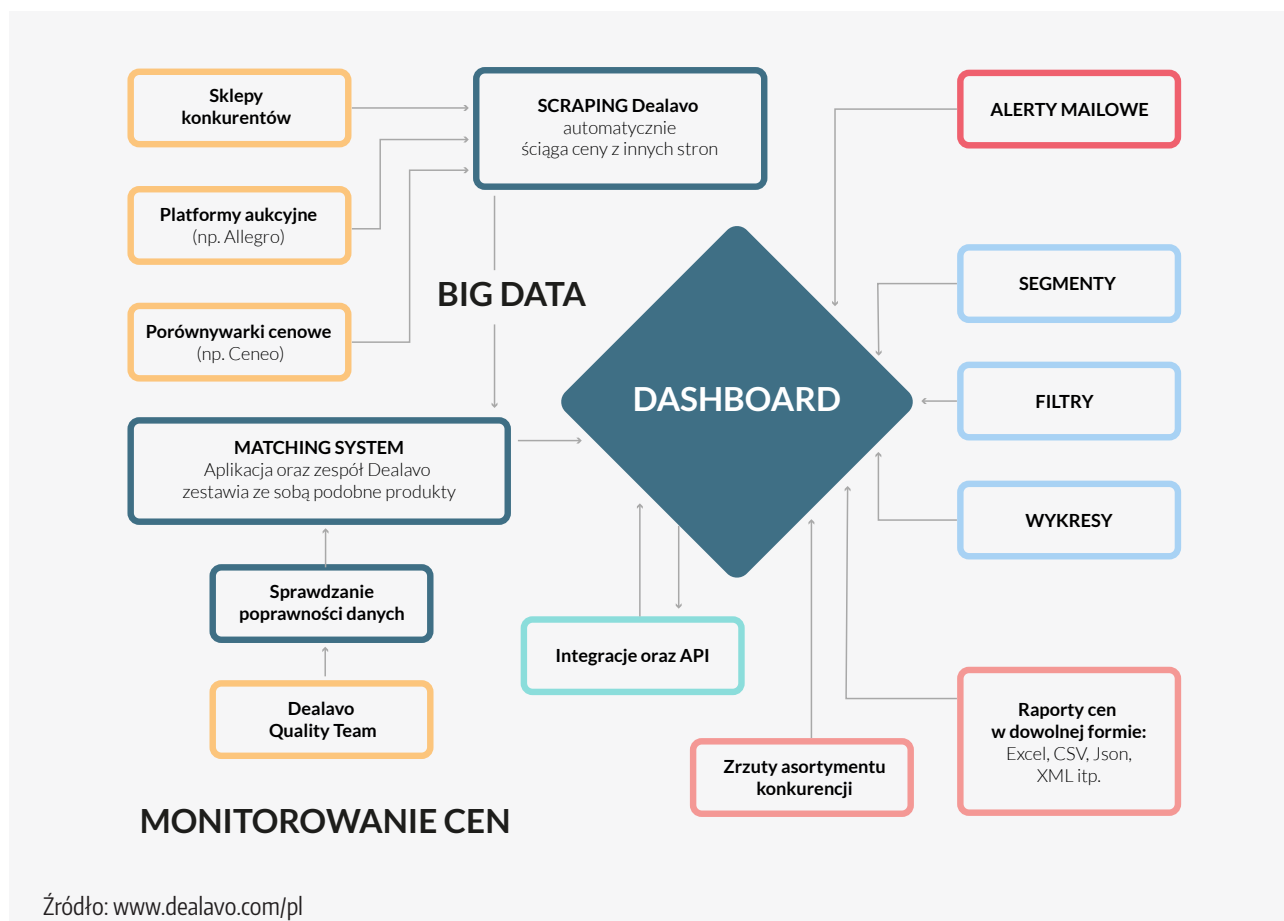 Sklepy
konkurentów
SCRAPING Dealavo
automatycznie
ściąga ceny z innych stron
ALERTY MAILOWE
Platformy aukcyjne
(np. Allegro)
SEGMENTY
BIG DATA
Porównywarki cenowe
(np. Ceneo)
DASHBOARD
FILTRY
MATCHING SYSTEM
Aplikacja oraz zespół Dealavo
zestawia ze sobą podobne produkty
WYKRESY
Sprawdzanie
poprawności danych
Integracje oraz API
Dealavo
Quality Team
Zrzuty asortymentu
konkurencji
Raporty cen
w dowolnej formie:
Excel, CSV, Json,
XML itp.
MONITOROWANIE CEN
Źródło: www.dealavo.com/pl